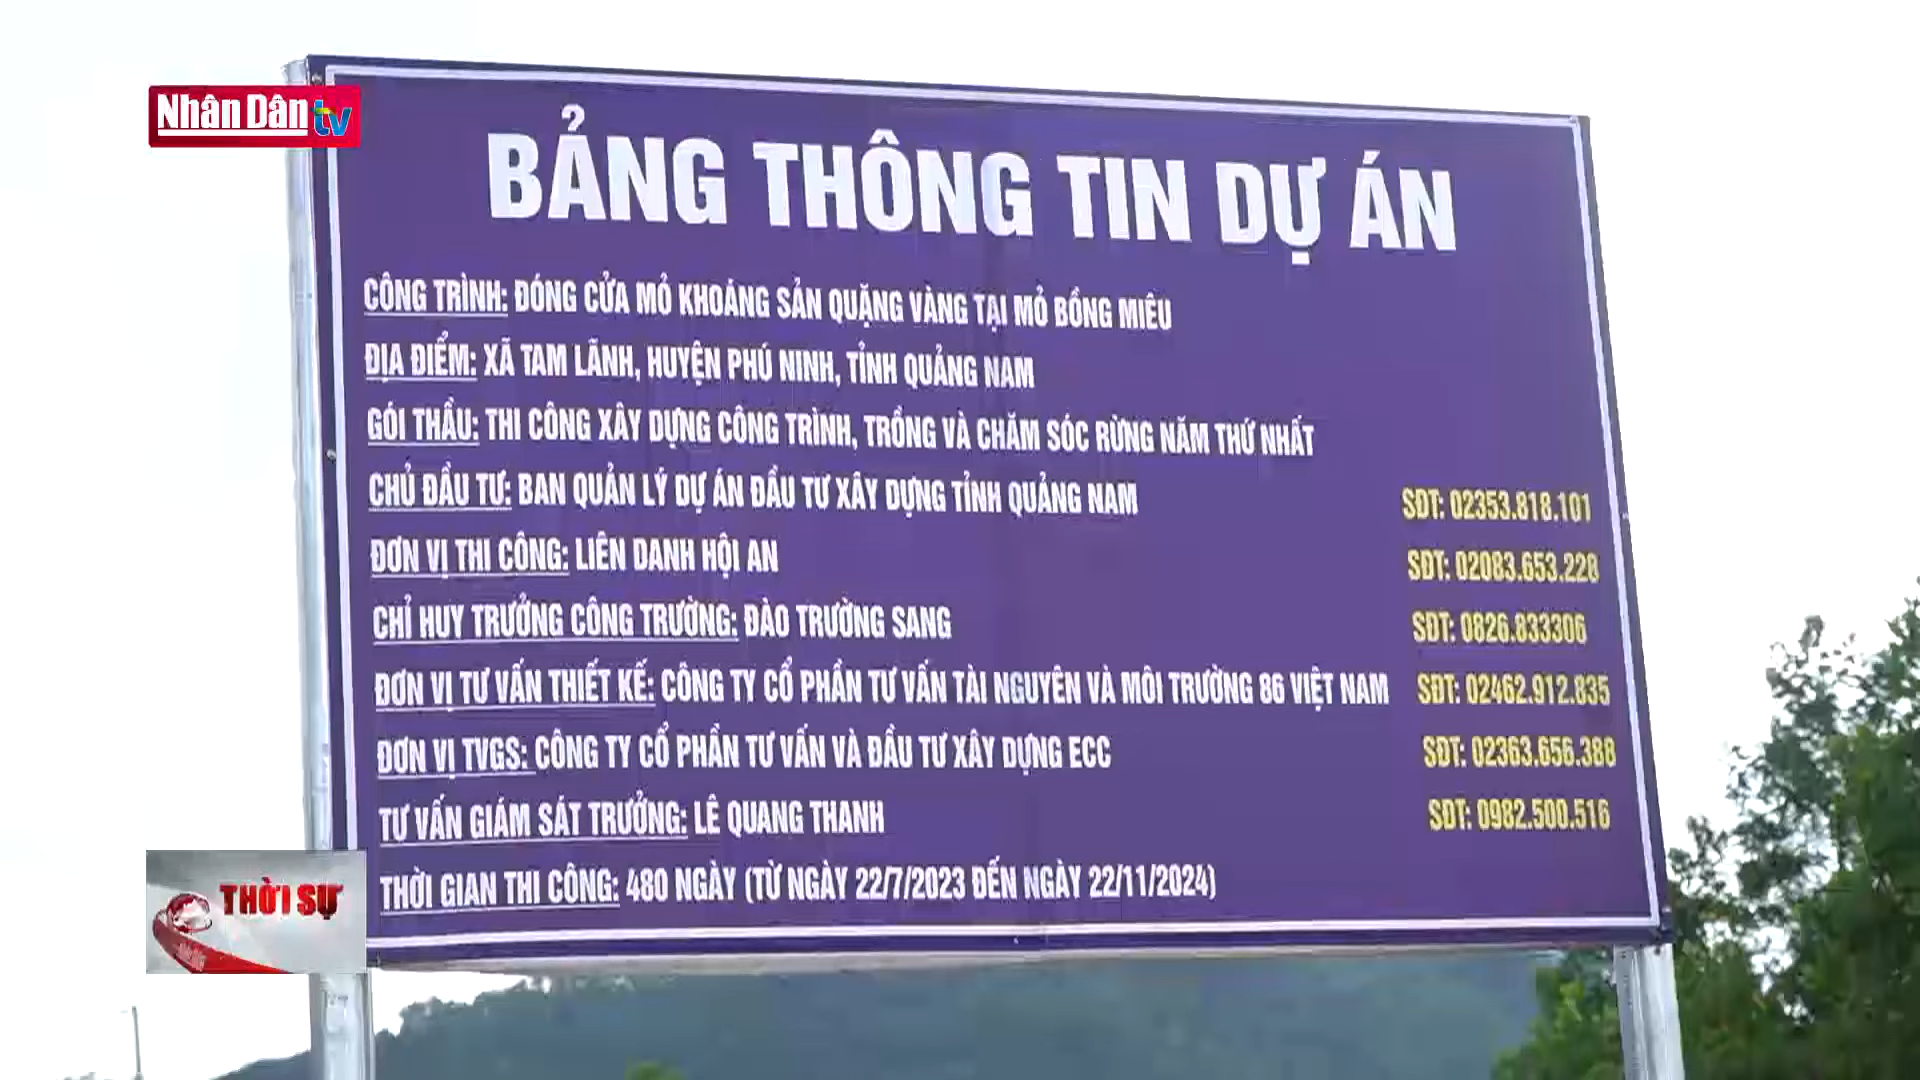 Nhân Dân tv
BẢNG THÔNG TIN DỰ ÁN
CÔNG TRÌNH: ĐÓNG CỬA MỎ KHOÁNG SẢN QUẶNG VÀNG TẠI MỎ BỒNG MIÊU
ĐỊA ĐIỂM: XÃ TAM LÃNH, HUYỆN PHÚ NINH, TỈNH QUẢNG NAM
GÓI THẦU: THI CÔNG XÂY DỰNG CÔNG TRÌNH, TRỒNG VÀ CHĂM SÓC RỪNG NĂM THỨ NHẤT
CHỦ ĐẦU TƯ: BAN QUẢN LÝ DỰ ÁN ĐẦU TƯ XÂY DỰNG TỈNH QUẢNG NAM SĐT: 02353.818.101
ĐƠN VỊ THI CÔNG: LIÊN DANH HỘI AN SĐT: 02083.653.228
CHỈ HUY TRƯỞNG CÔNG TRƯỜNG: ĐÀO TRƯỜNG SANG SĐT: 0826.833306
ĐƠN VỊ TƯ VẤN THIẾT KẾ: CÔNG TY CỔ PHẦN TƯ VẤN TÀI NGUYÊN VÀ MÔI TRƯỜNG 86 VIỆT NAM SĐT: 02462.912.835
ĐƠN VỊ TVGS: CÔNG TY CỔ PHẦN TƯ VẤN VÀ ĐẦU TƯ XÂY DỰNG ECC SĐT: 02363.656.388
TƯ VẤN GIÁM SÁT TRƯỞNG: LÊ QUANG THANH SĐT: 0982.500.516
THỜI GIAN THI CÔNG: 480 NGÀY (TỪ NGÀY 22/7/2023 ĐẾN NGÀY 22/11/2024)
THỜI SỰ